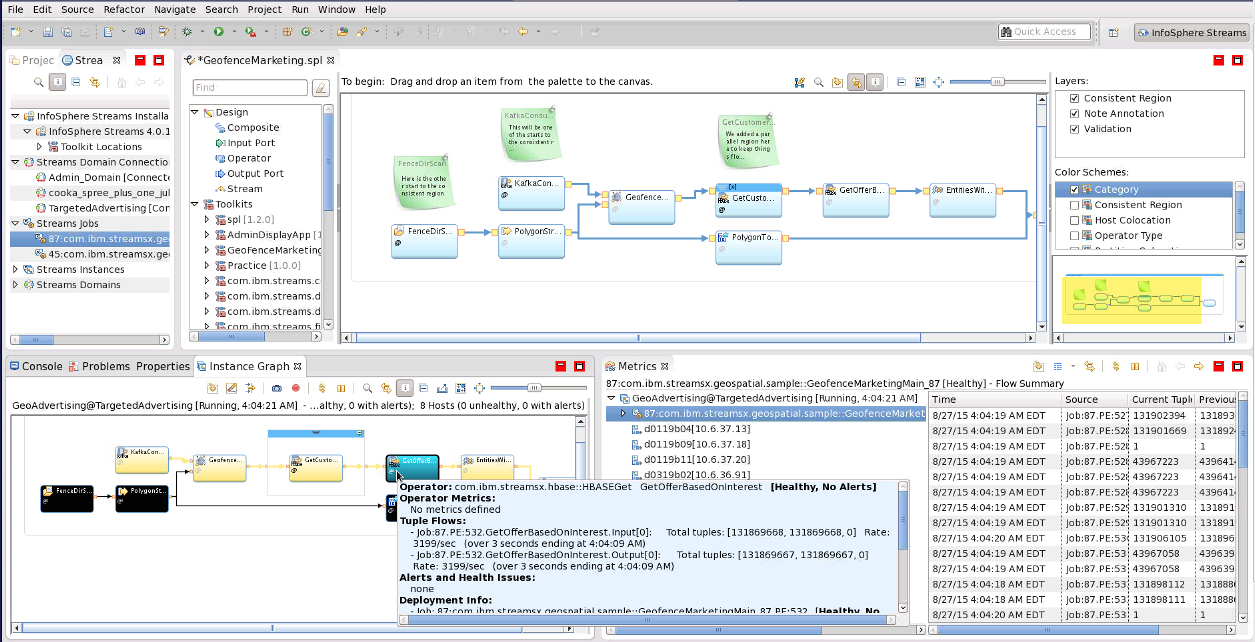 File Edit Source Refactor Navigate Search Project Run Window Help
Quick Access
InfoSphere Streams
Projec
Strea
*GeofenceMarketing.spl
InfoSphere Streams Installa
InfoSphere Streams 4.0.1
Toolkit Locations
Streams Domain Connectio
Admin_Domain [Connect
cooka_spree_plus_one_jul
TargetedAdvertising [Con
Streams Jobs
87:com.ibm.streamsx.ge
45:com.ibm.streamsx.ge
Streams Instances
Streams Domains
Find
Design
Composite
Input Port
Operator
Output Port
Stream
Toolkits
spl [1.2.0]
AdminDisplayApp [
GeofenceMarketing
Practice [1.0.0]
com.ibm.streams.c
com.ibm.streams.d
com.ibm.streams.d
com.ibm.streams.fi
To begin: Drag and drop an item from the palette to the canvas.
KafkaConsu...
This will be one
of the starts to
the consistent r...
GetCustomer...
We added a par
allel region her
e to keep thing
s flo...
FenceDirScan
Here is the othe
r start to the co
nsistent region
KafkaCon...
Geofence...
GetCusto...
GetOfferB...
EntitiesWi...
FenceDirS...
PolygonStr...
PolygonTo...
Layers:
Consistent Region
Note Annotation
Validation
Color Schemes:
Category
Consistent Region
Host Colocation
Operator Type
Console
Problems
Properties
Instance Graph
GeoAdvertising@TargetedAdvertising [Running, 4:04:21 AM] - ...althy, 0 with alerts); 8 Hosts (0 unhealthy, 0 with alerts)
KafkaCon...
Geofence...
GetCusto...
GetOfferB...
EntitiesWi...
FenceDirS...
PolygonStr...
Operator: com.ibm.streamsx.hbase::HBASEGet GetOfferBasedOnInterest [Healthy, No Alerts]
Operator Metrics:
No metrics defined
Tuple Flows:
- Job:87.PE:532.GetOfferBasedOnInterest.Input[0]: Total tuples: [131869668, 131869668, 0] Rate:
3199/sec (over 3 seconds ending at 4:04:09 AM)
- Job:87.PE:532.GetOfferBasedOnInterest.Output[0]: Total tuples: [131869667, 131869667, 0]
Rate: 3199/sec (over 3 seconds ending at 4:04:09 AM)
Alerts and Health Issues:
none
Deployment Info:
- Job: 87:com.ibm.streamsx.geospatial.sample::GeofenceMarketingMain_87.PE:532 [Healthy, No
Metrics
87:com.ibm.streamsx.geospatial.sample::GeofenceMarketingMain_87 [Healthy] - Flow Summary
GeoAdvertising@TargetedAdvertising [Running, 4:04:21 AM]
87:com.ibm.streamsx.geospatial.sample::GeofenceMarket
d0119b04[10.6.37.13]
d0119b09[10.6.37.18]
d0119b11[10.6.37.20]
d0319b02[10.6.36.91]
Time Current Tuple Previou
8/27/15 4:04:19 AM EDT Job:87.PE:528 131902394 131893
8/27/15 4:04:19 AM EDT Job:87.PE:528 131901669 131892
8/27/15 4:04:19 AM EDT Job:87.PE:52 1 1
8/27/15 4:04:19 AM EDT Job:87.PE:52 43967223 439641
8/27/15 4:04:19 AM EDT Job:87.PE:52 43967223 439642
8/27/15 4:04:19 AM EDT Job:87.PE:52 43967223 439642
8/27/15 4:04:19 AM EDT Job:87.PE:53 131901310 131891
8/27/15 4:04:19 AM EDT Job:87.PE:53 131901310 131891
8/27/15 4:04:20 AM EDT Job:87.PE:53 131906105 131896
8/27/15 4:04:19 AM EDT Job:87.PE:53 43967058 439639
8/27/15 4:04:19 AM EDT Job:87.PE:53 43967058 439639
8/27/15 4:04:18 AM EDT Job:87.PE:53 131898112 131888
8/27/15 4:04:18 AM EDT Job:87.PE:53 131898111 131888
8/27/15 4:04:20 AM EDT Job:87.PE:53 1 1